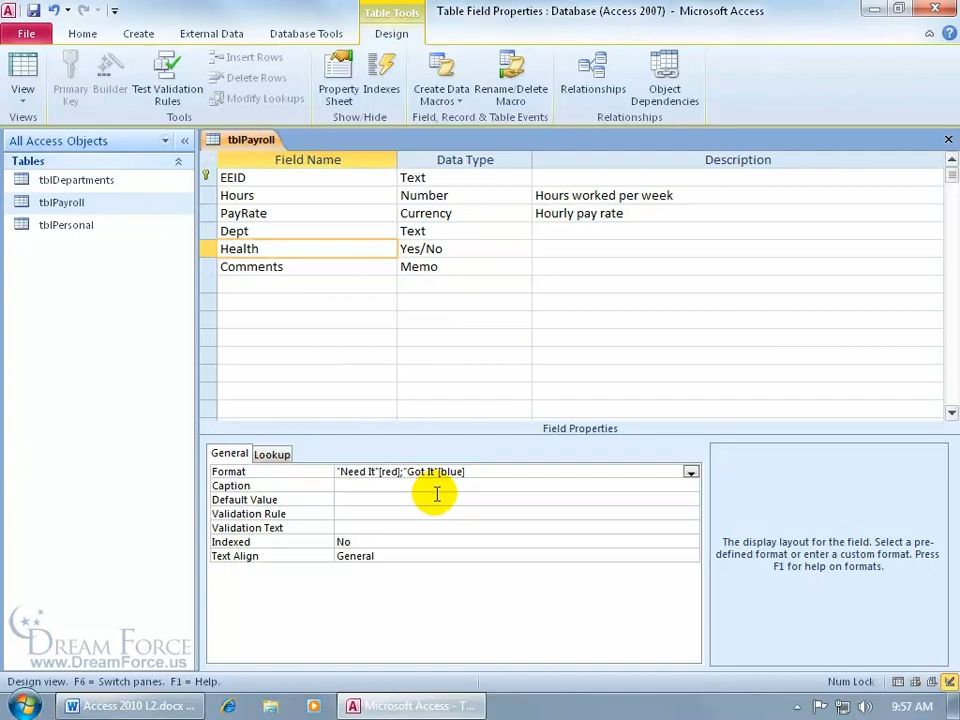 Table Tools
Table Field Properties : Database (Access 2007) - Microsoft Access
File
Home
Create
External Data
Database Tools
Design
View
Primary Key
Builder
Test Validation Rules
Insert Rows
Delete Rows
Modify Lookups
Property Sheet
Indexes
Create Data Macros
Rename/Delete Macro
Relationships
Object Dependencies
Views
Tools
Show/Hide
Field, Record & Table Events
Relationships
All Access Objects
Tables
tblDepartments
tblPayroll
tblPersonal
tblPayroll
Field Name Data Type Description
EEID Text
Hours Number Hours worked per week
PayRate Currency Hourly pay rate
Dept Text
Health Yes/No
Comments Memo
Field Properties
General Lookup
Format "Need It"[red];"Got It"[blue]
Caption
Default Value
Validation Rule
Validation Text
Indexed No
Text Align General
The display layout for the field. Select a pre-
defined format or enter a custom format. Press
F1 for help on formats.
DREAM FORCE
www.DreamForce.us
Design view. F6 = Switch panes. F1 = Help.
Num Lock
Access 2010 L2.docx ...
Microsoft Access - T...
9:57 AM